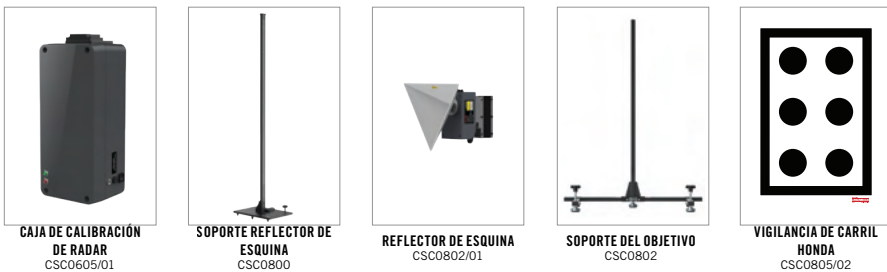 CAJA DE CALIBRACIÓN
DE RADAR
CSC0605/01
SOPORTE REFLECTOR DE
ESQUINA
CSC0800
REFLECTOR DE ESQUINA
CSC0802/01
SOPORTE DEL OBJETIVO
CSC0802
VIGILANCIA DE CARRIL
HONDA
CSC0805/02